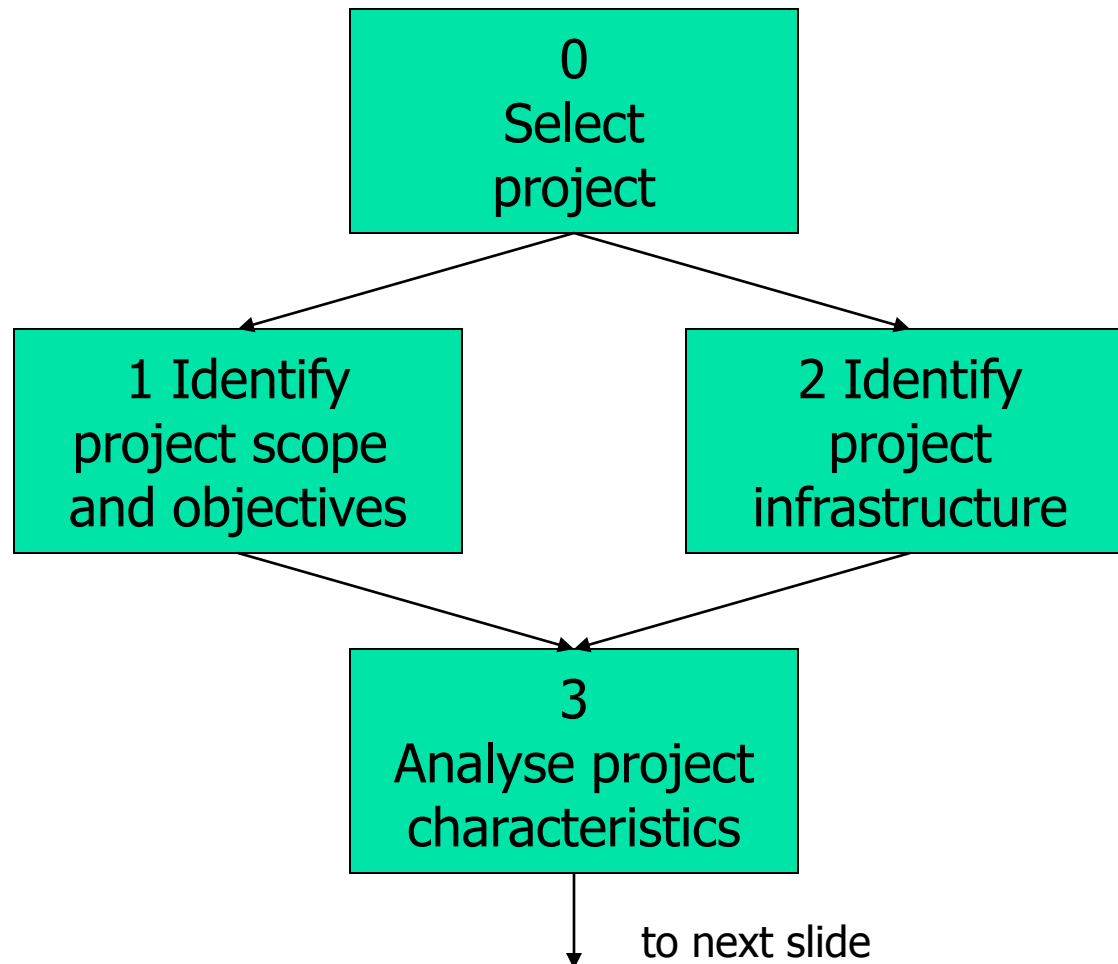 0
Select
project
1 Identify
project scope
and objectives
2 Identify
project
infrastructure
3
Analyse project
characteristics
to next slide